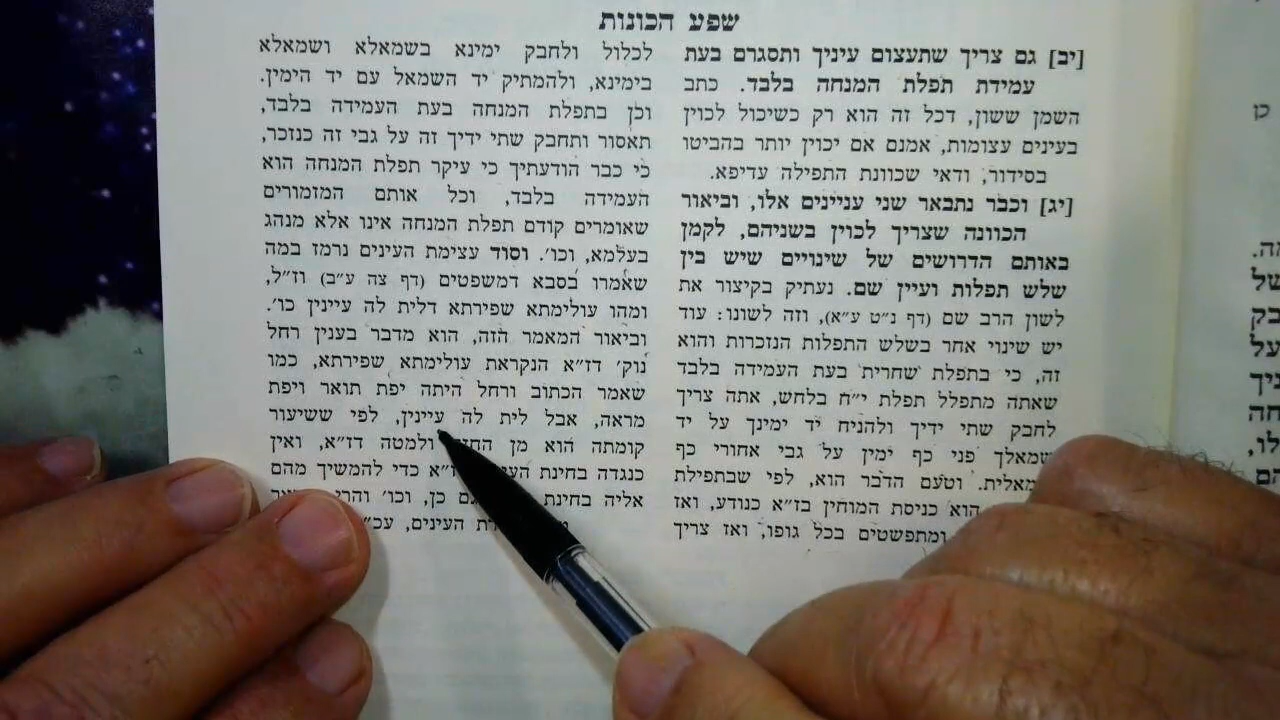 שפע הכונות
[יב] גם צריך שתעצום עיניך ותסגרם בעת
עמידת תפלת המנחה בלבד. כתב
השמן ששון, דכל זה הוא רק כשיכול לכוין
בעינים עצומות, אמנם אם יכוין יותר בהביטו
בסידור, ודאי שכוונת התפילה עדיפא.
[יג] וכבר נתבאר שני עניינים אלו, וביאור
הכוונה שצריך לכוין בשניהם, לקמן
באותם הדרושים של שינויים שיש בין
שלש תפלות ועיין שם. נעתיק בקיצור את
לשון הרב שם (דף נ״ט ע״א), וזה לשונו: עוד
יש שינוי אחר בשלש התפלות הנזכרות והוא
זה, כי בתפלת שחרית בעת העמידה בלבד
שאתה מתפלל תפלת י״ח בלחש, אתה צריך
לחבק שתי ידיך ולהניח יד ימינך על יד
שמאלך פני כף ימין על גבי אחורי כף
שמאלית. וטעם הדבר הוא, לפי שבתפילת
הוא כניסת המוחין בז״א כנודע, ואז
ומתפשטים בכל גופו, ואז צריך
לכלול ולחבק ימינא בשמאלא ושמאלא
בימינא, ולהמתיק יד השמאל עם יד הימין.
וכן בתפלת המנחה בעת העמידה בלבד,
תאסור ותחבק שתי ידיך זה על גבי זה כנזכר,
כי כבר הודעתיך כי עיקר תפלת המנחה הוא
העמידה בלבד, וכל אותם המזמורים
שאומרים קודם תפלת המנחה אינו אלא מנהג
בעלמא, וכו׳. וסוד עצימת העינים נרמז במה
שאמרו בסבא דמשפטים (דף צה ע״ב) וז״ל,
ומהו עולימתא שפירתא דלית לה עיינין כו׳.
וביאור המאמר הזה, הוא מדבר בענין רחל
נוק׳ דז״א הנקראת עולימתא שפירתא, כמו
שאמר הכתוב ורחל היתה יפת תואר ויפת
מראה, אבל לית לה עיינין, לפי ששיעור
קומתה הוא מן החזה ולמטה דז״א, ואין
כנגדה בחינת ז״א כדי להמשיך מהם
אליה בחינת גם כן, וכו׳ והרי
העינים, עכ״
כן